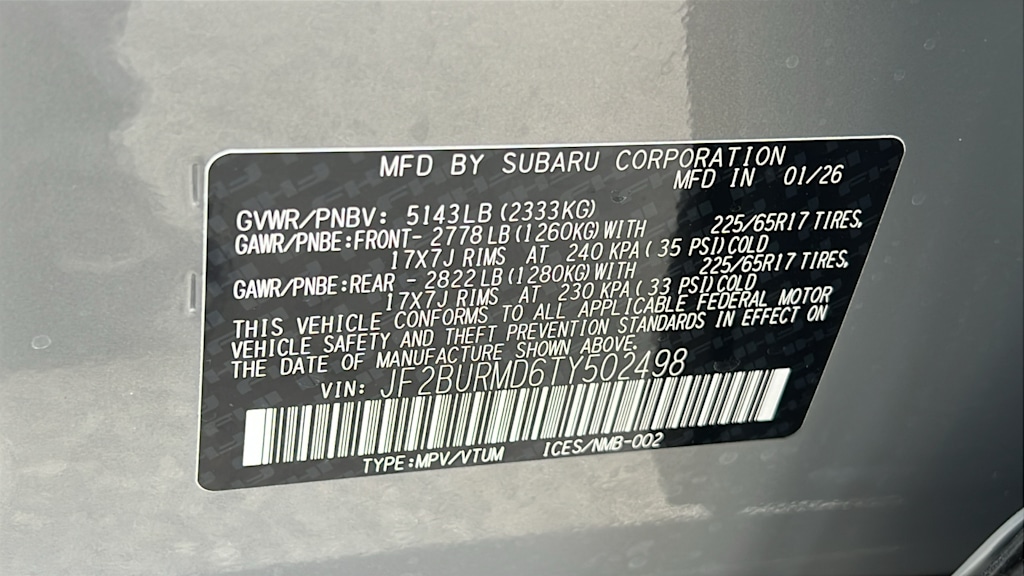 MFD BY SUBARU CORPORATION
MFD IN 01/26
GVWR/PNBV: 5143LB (2333KG)
GAWR/PNBE:FRONT- 2778LB (1260KG) WITH 225/65R17 TIRES,
17X7J RIMS AT 240 KPA ( 35 PSI) COLD
GAWR/PNBE:REAR - 2822LB (1280KG) WITH 225/65R17 TIRES,
17X7J RIMS AT 230 KPA ( 33 PSI) COLD
THIS VEHICLE CONFORMS TO ALL APPLICABLE FEDERAL MOTOR
VEHICLE SAFETY AND THEFT PREVENTION STANDARDS IN EFFECT ON
THE DATE OF MANUFACTURE SHOWN ABOVE.
VIN: JF2BURMD6TY502498
TYPE:MPV/VTUM ICES/NMB-002